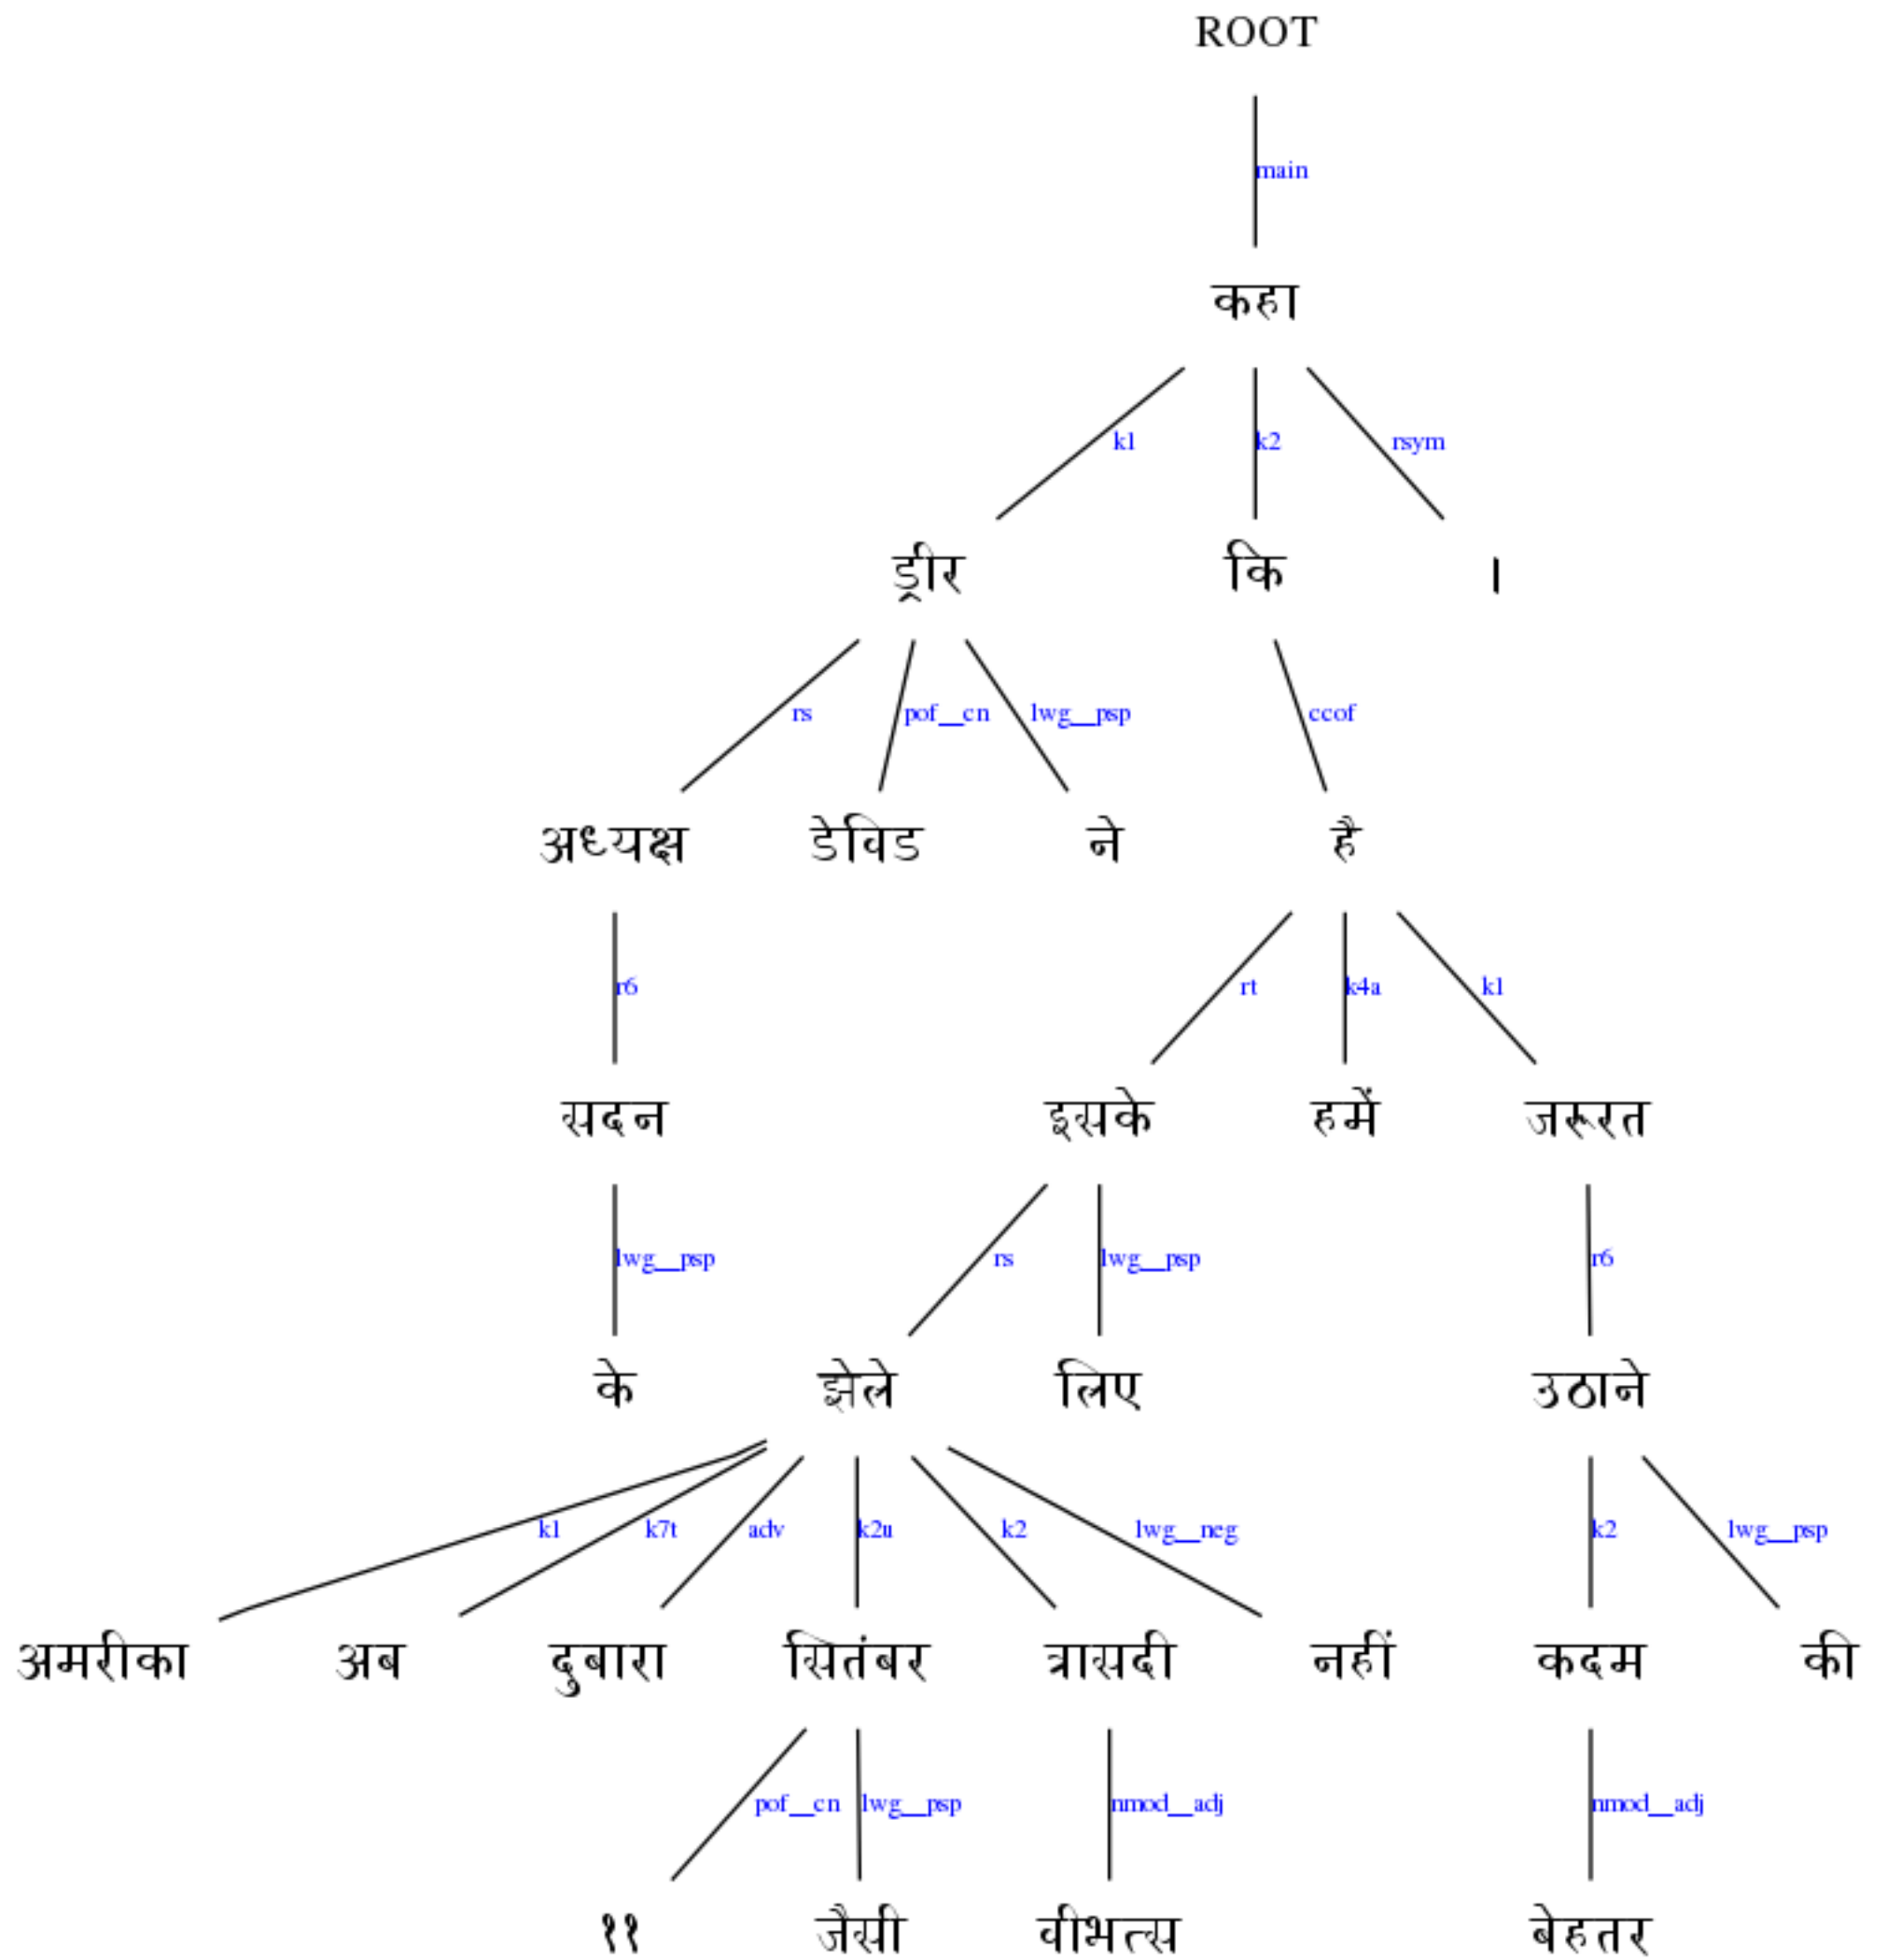 ROOT
main
कहा
k1 k2 rsym
ड्रीर कि ।
rs pof__cn lwg__psp ccof
अध्यक्ष डेविड ने है
r6 rt k4a k1
सदन इसके हमें जरूरत
lwg__psp rs lwg__psp r6
के झेले लिए उठाने
k1 k7t adv k2u k2 lwg__neg k2 lwg__psp
अमरीका अब दुबारा सितंबर त्रासदी नहीं कदम की
pof__cn lwg__psp nmod__adj nmod__adj
११ जैसी वीभत्स बेहतर